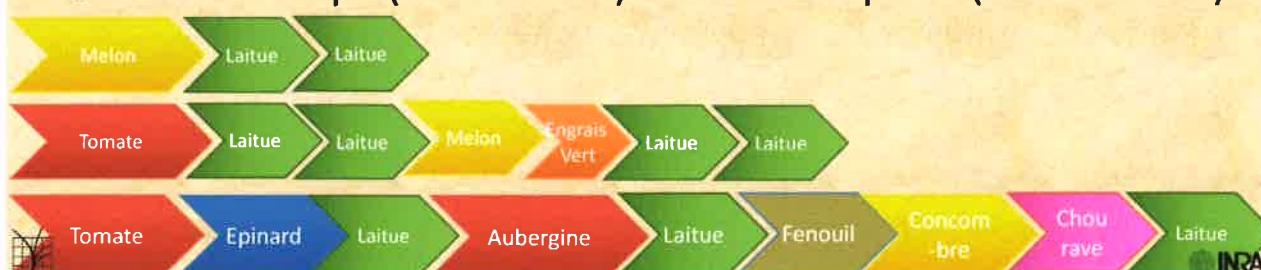 Melon Laitue Laitue
Tomate Laitue Laitue Melon Engrais Vert Laitue Laitue
Tomate Epinard Laitue Aubergine Laitue Fenouil Concom -bre Chou rave Laitue
INRA